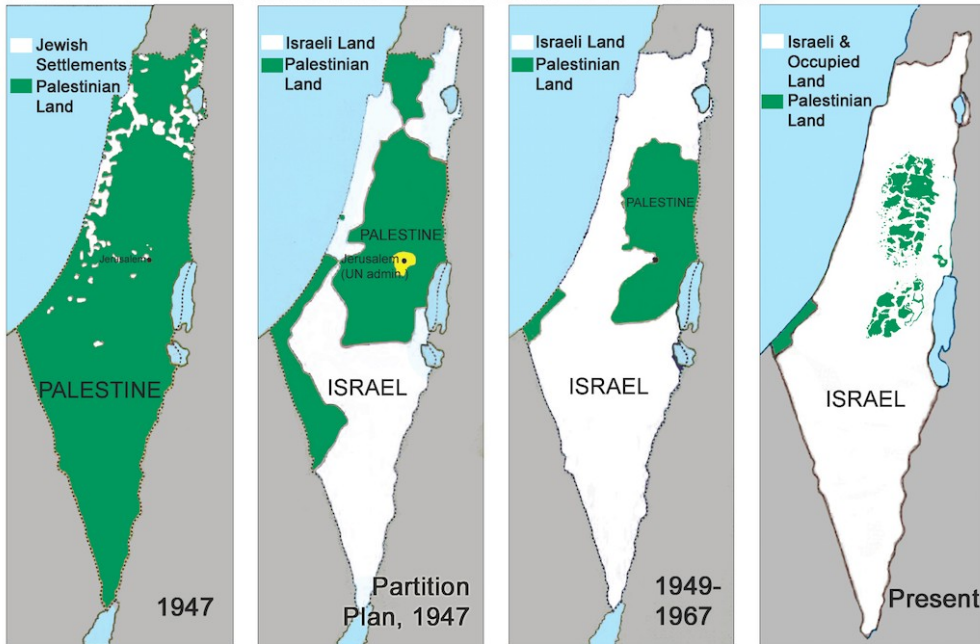 Jewish
Settlements
Palestinian
Land
Jerusalem
PALESTINE
1947
Israeli Land
Palestinian
Land
PALESTINE
Jerusalem
(UN admin.)
ISRAEL
Partition
Plan, 1947
Israeli Land
Palestinian
Land
PALESTINE
ISRAEL
1949-
1967
Israeli &
Occupied
Land
Palestinian
Land
ISRAEL
Present